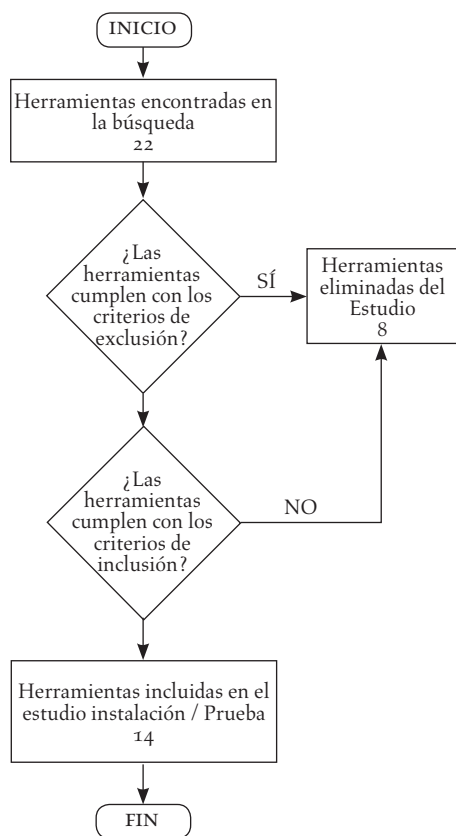 INICIO
Herramientas encontradas en
la búsqueda
22
¿Las
herramientas
cumplen con los
criterios de
exclusión?
SÍ
Herramientas
eliminadas del
Estudio
8
¿Las
herramientas
cumplen con los
criterios de
inclusión?
NO
Herramientas incluidas en el
estudio instalación / Prueba
14
FIN